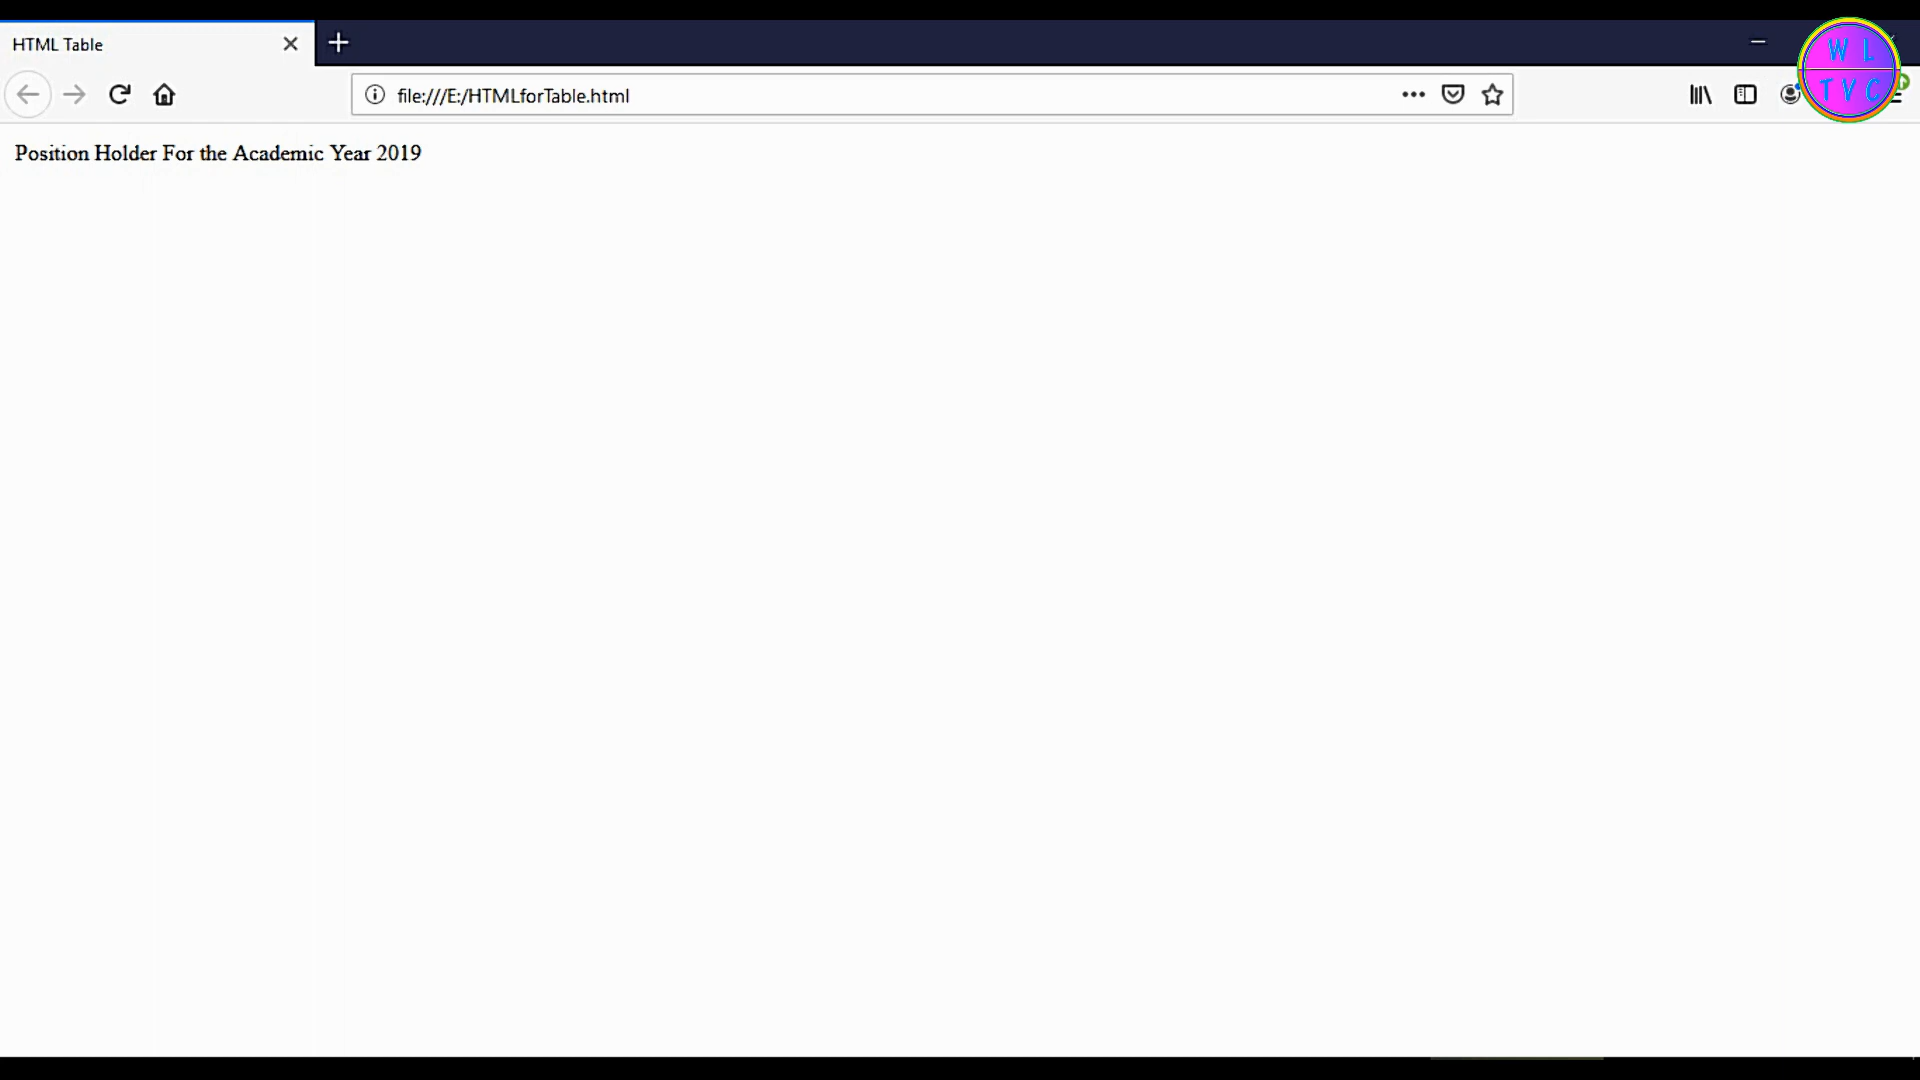 HTML Table
W L
T V C
file:///E:/HTMLforTable.html
Position Holder For the Academic Year 2019